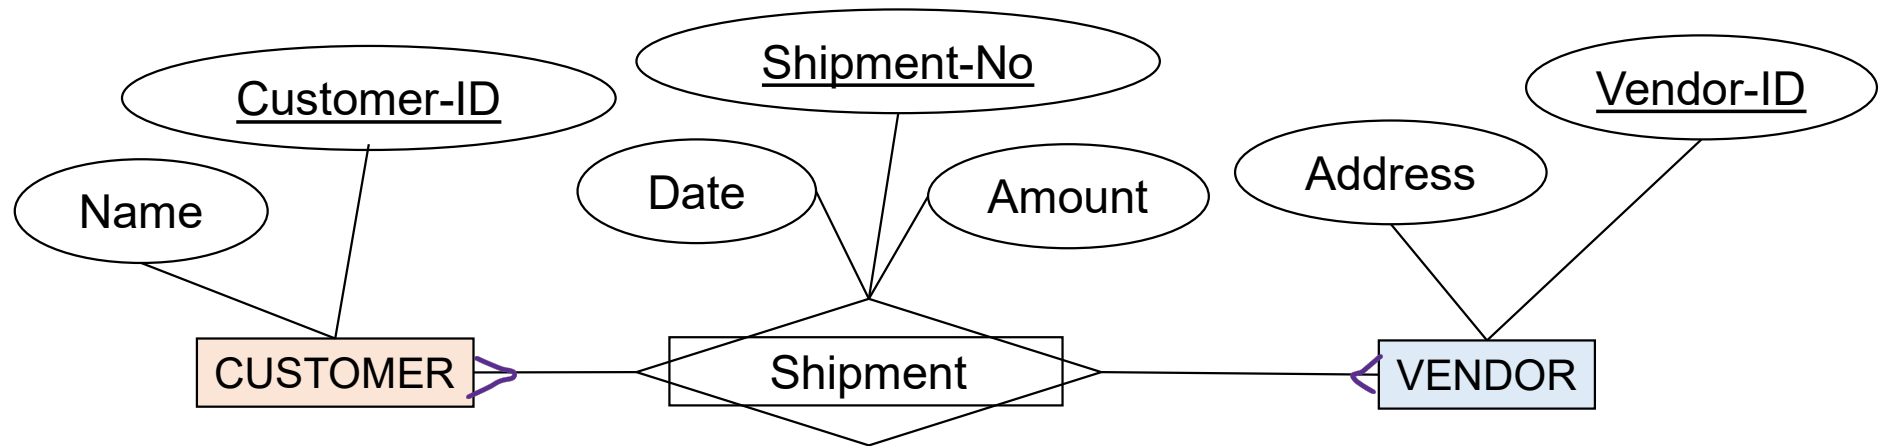 Shipment-No
Customer-ID
Vendor-ID
Name
Date
Amount
Address
CUSTOMER
Shipment
VENDOR